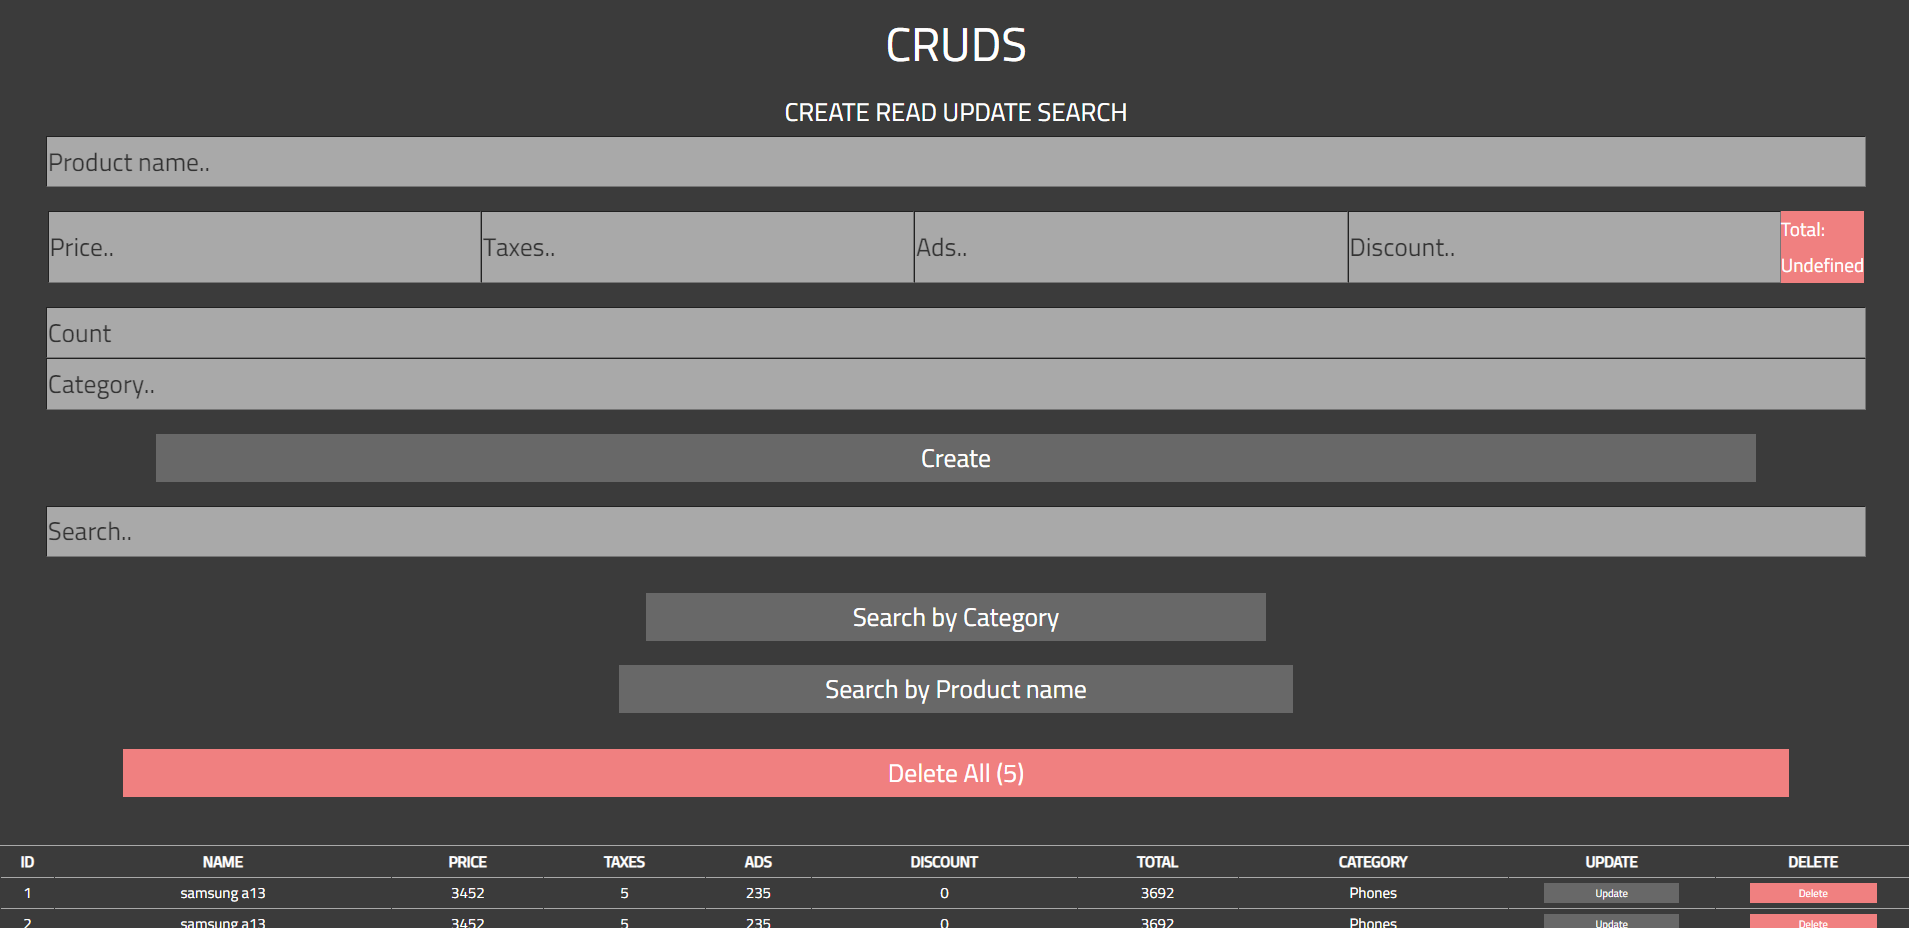 CRUDS
CREATE READ UPDATE SEARCH
Product name..
Price.. Taxes.. Ads.. Discount.. Total:
Undefined
Count
Category..
Create
Search..
Search by Category
Search by Product name
Delete All (5)
ID NAME PRICE TAXES ADS DISCOUNT TOTAL CATEGORY UPDATE DELETE
1 samsung a13 3452 5 235 0 3692 Phones Update Delete
2 samsung a13 3452 5 235 0 3692 Phones Update Delete